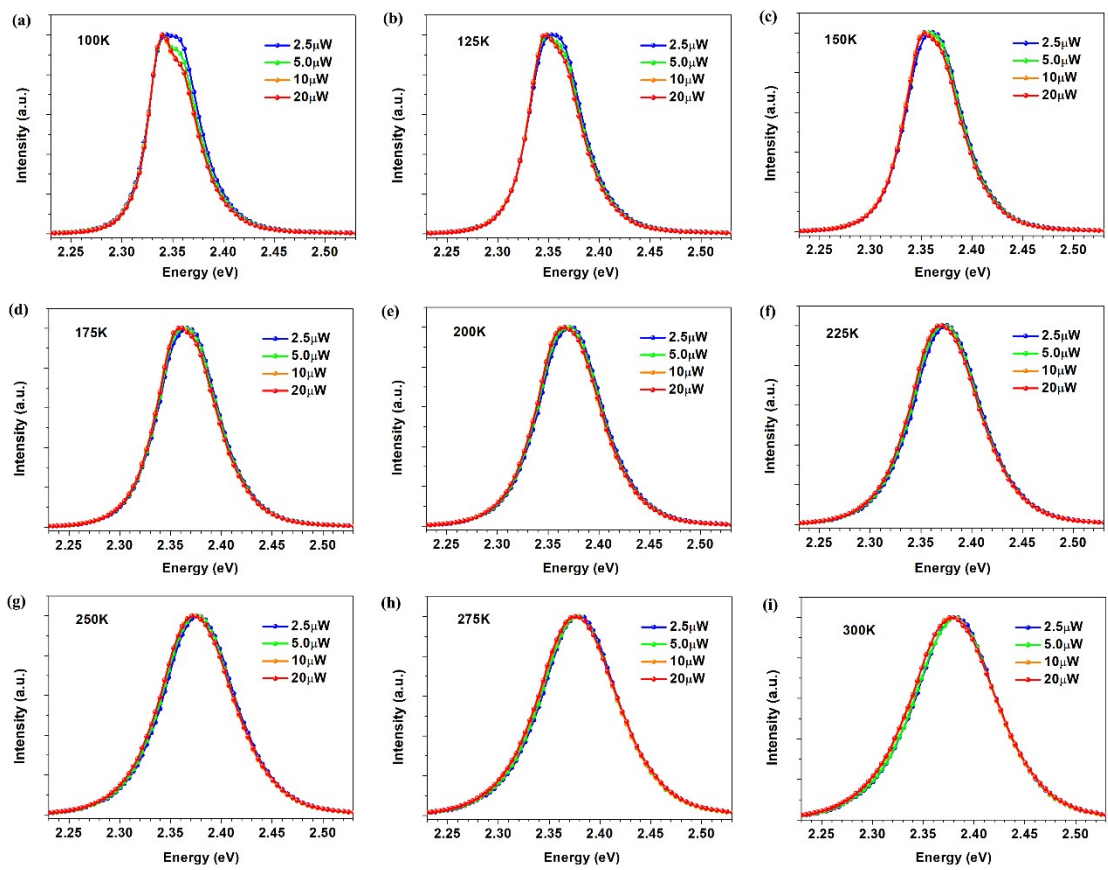 (a)
100K
2.5μW
5.0μW
10μW
20μW
Intensity (a.u.)
2.25 2.30 2.35 2.40 2.45 2.50
Energy (eV)
(b)
125K
2.5μW
5.0μW
10μW
20μW
Intensity (a.u.)
2.25 2.30 2.35 2.40 2.45 2.50
Energy (eV)
(c)
150K
2.5μW
5.0μW
10μW
20μW
Intensity (a.u.)
2.25 2.30 2.35 2.40 2.45 2.50
Energy (eV)
(d)
175K
2.5μW
5.0μW
10μW
20μW
Intensity (a.u.)
2.25 2.30 2.35 2.40 2.45 2.50
Energy (eV)
(e)
200K
2.5μW
5.0μW
10μW
20μW
Intensity (a.u.)
2.25 2.30 2.35 2.40 2.45 2.50
Energy (eV)
(f)
225K
2.5μW
5.0μW
10μW
20μW
Intensity (a.u.)
2.25 2.30 2.35 2.40 2.45 2.50
Energy (eV)
(g)
250K
2.5μW
5.0μW
10μW
20μW
Intensity (a.u.)
2.25 2.30 2.35 2.40 2.45 2.50
Energy (eV)
(h)
275K
2.5μW
5.0μW
10μW
20μW
Intensity (a.u.)
2.25 2.30 2.35 2.40 2.45 2.50
Energy (eV)
(i)
300K
2.5μW
5.0μW
10μW
20μW
Intensity (a.u.)
2.25 2.30 2.35 2.40 2.45 2.50
Energy (eV)